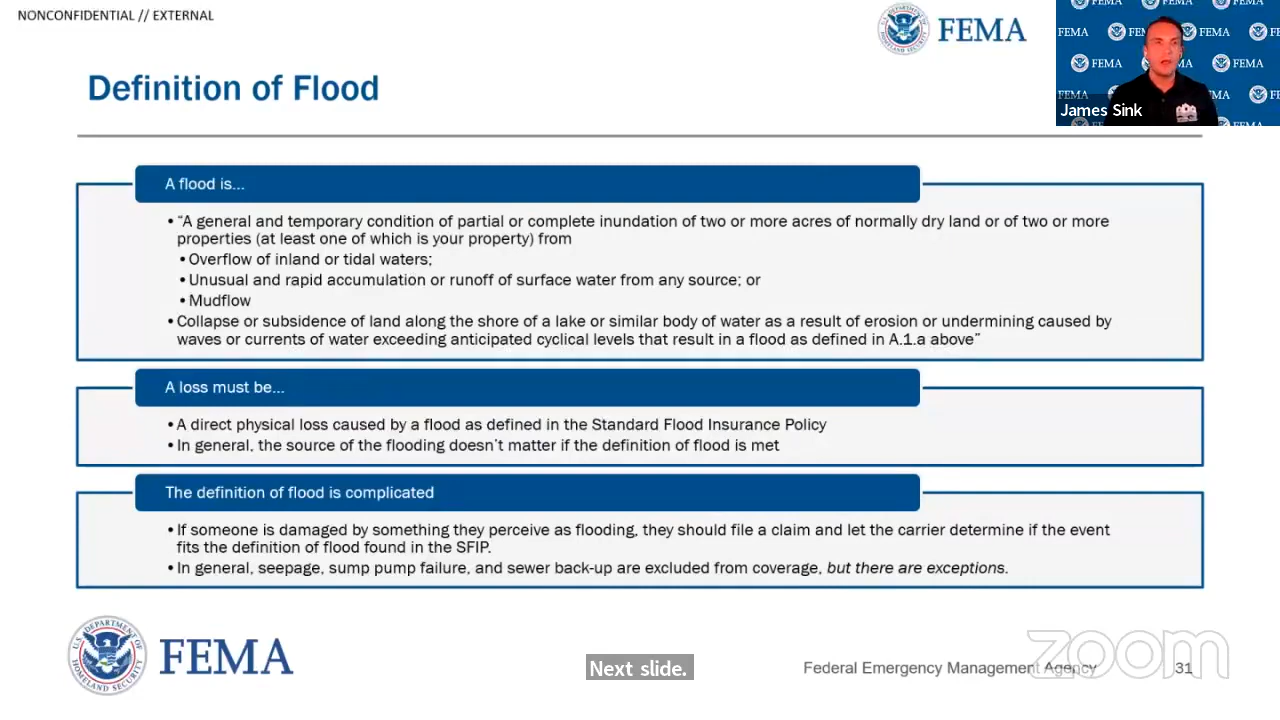 NONCONFIDENTIAL // EXTERNAL
FEMA
Definition of Flood
James Sink
A flood is...
• “A general and temporary condition of partial or complete inundation of two or more acres of normally dry land or of two or more
properties (at least one of which is your property) from
• Overflow of inland or tidal waters;
• Unusual and rapid accumulation or runoff of surface water from any source; or
• Mudflow
• Collapse or subsidence of land along the shore of a lake or similar body of water as a result of erosion or undermining caused by
waves or currents of water exceeding anticipated cyclical levels that result in a flood as defined in A.1.a above”
A loss must be...
• A direct physical loss caused by a flood as defined in the Standard Flood Insurance Policy
• In general, the source of the flooding doesn’t matter if the definition of flood is met
The definition of flood is complicated
• If someone is damaged by something they perceive as flooding, they should file a claim and let the carrier determine if the event
fits the definition of flood found in the SFIP.
• In general, seepage, sump pump failure, and sewer back-up are excluded from coverage, but there are exceptions.
U.S. DEPARTMENT OF
HOMELAND SECURITY
FEMA
Next slide.
Federal Emergency Management Agency
31
zoom